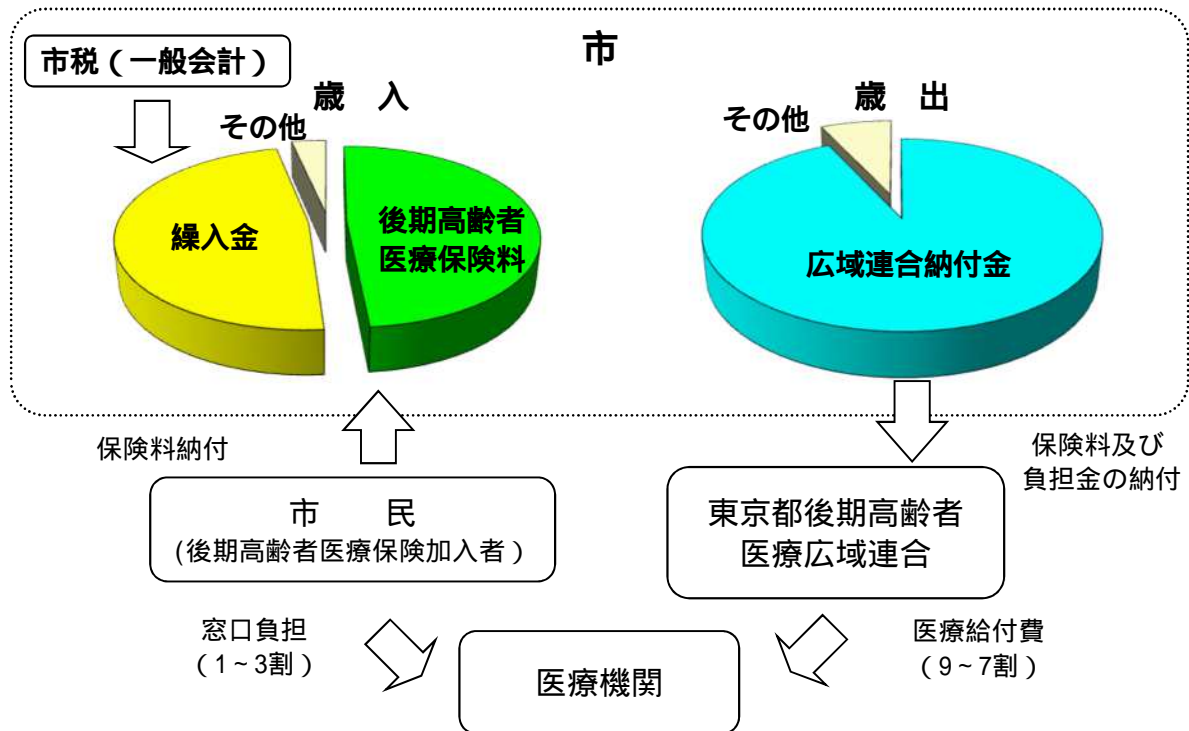 市
市税（一般会計）
歳　入
その他
繰入金
後期高齢者
医療保険料
歳　出
その他
広域連合納付金
保険料納付
保険料及び
負担金の納付
市　　民
(後期高齢者医療保険加入者）
東京都後期高齢者
医療広域連合
窓口負担
（1～3割）
医療給付費
（9～7割）
医療機関